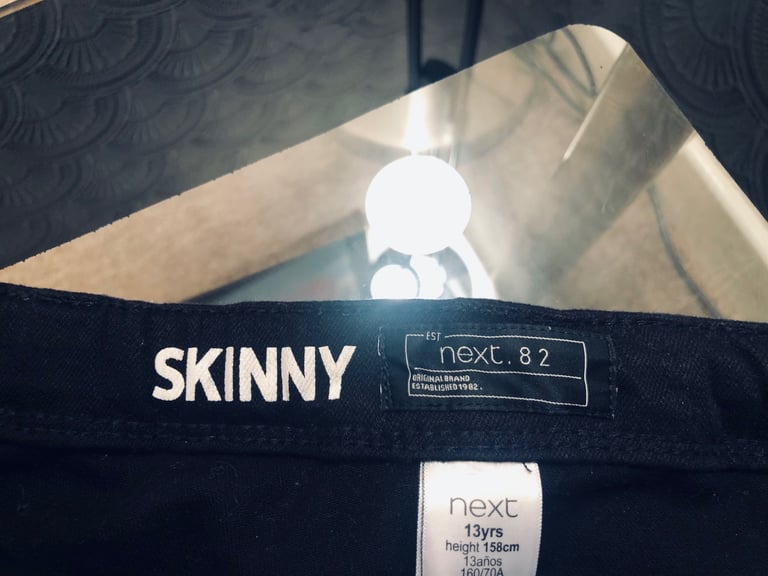 SKINNY
EST
next.82
ORIGINAL BRAND
ESTABLISHED 1982.
next
13yrs
height 158cm
13años
160/70A